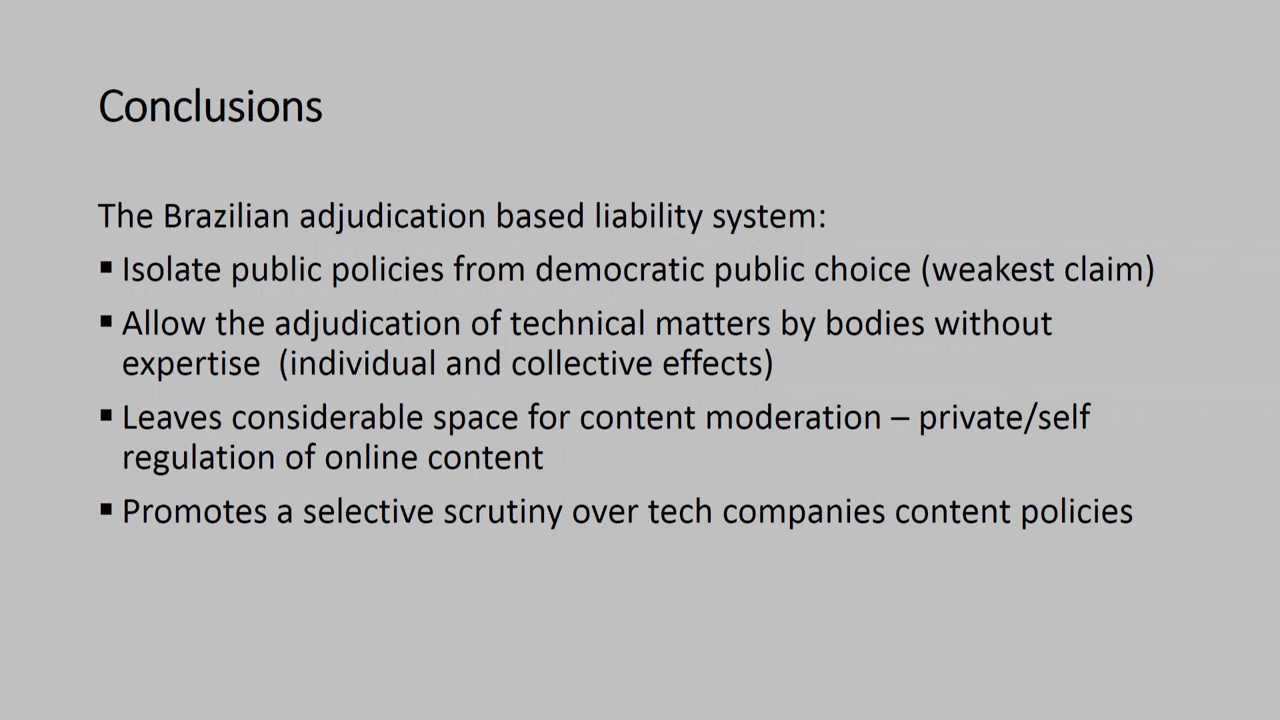 Conclusions
The Brazilian adjudication based liability system:
▪ Isolate public policies from democratic public choice (weakest claim)
▪ Allow the adjudication of technical matters by bodies without
expertise  (individual and collective effects)
▪ Leaves considerable space for content moderation – private/self
regulation of online content
▪ Promotes a selective scrutiny over tech companies content policies